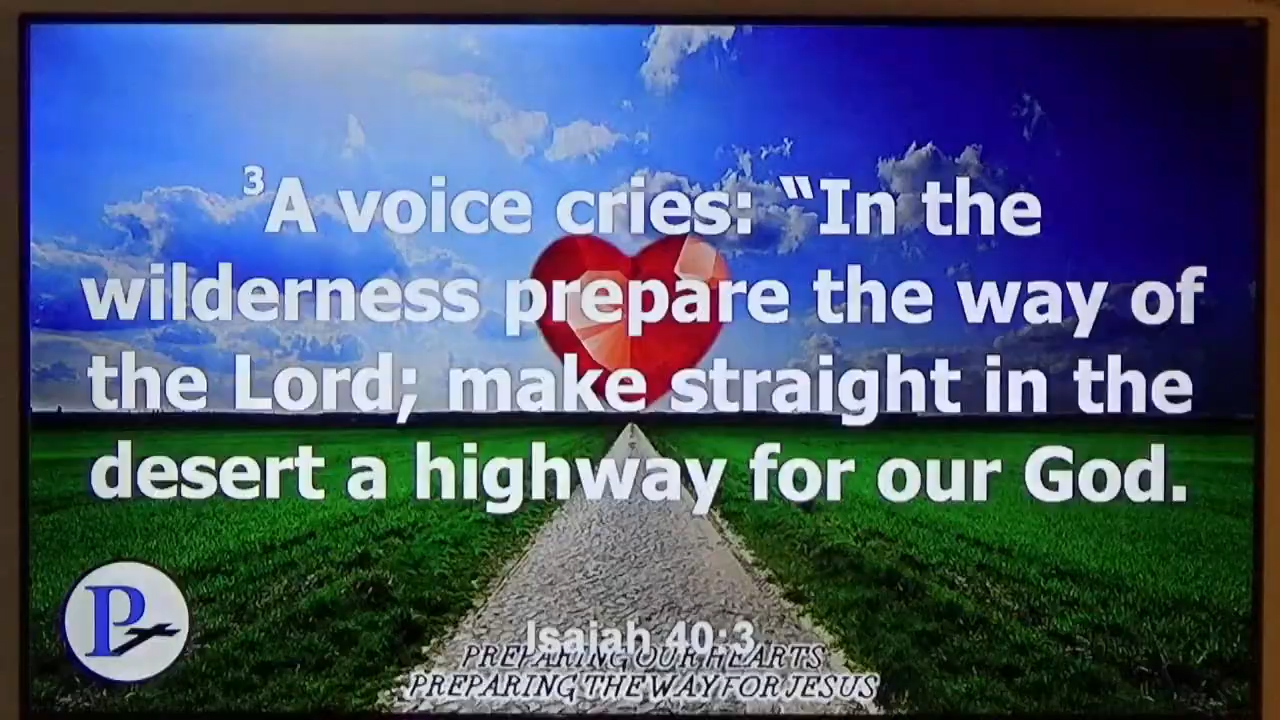 ³A voice cries: “In the
wilderness prepare the way of
the Lord; make straight in the
desert a highway for our God.
P
Isaiah 40:3
PREPARING OUR HEARTS
PREPARING THE WAY FOR JESUS